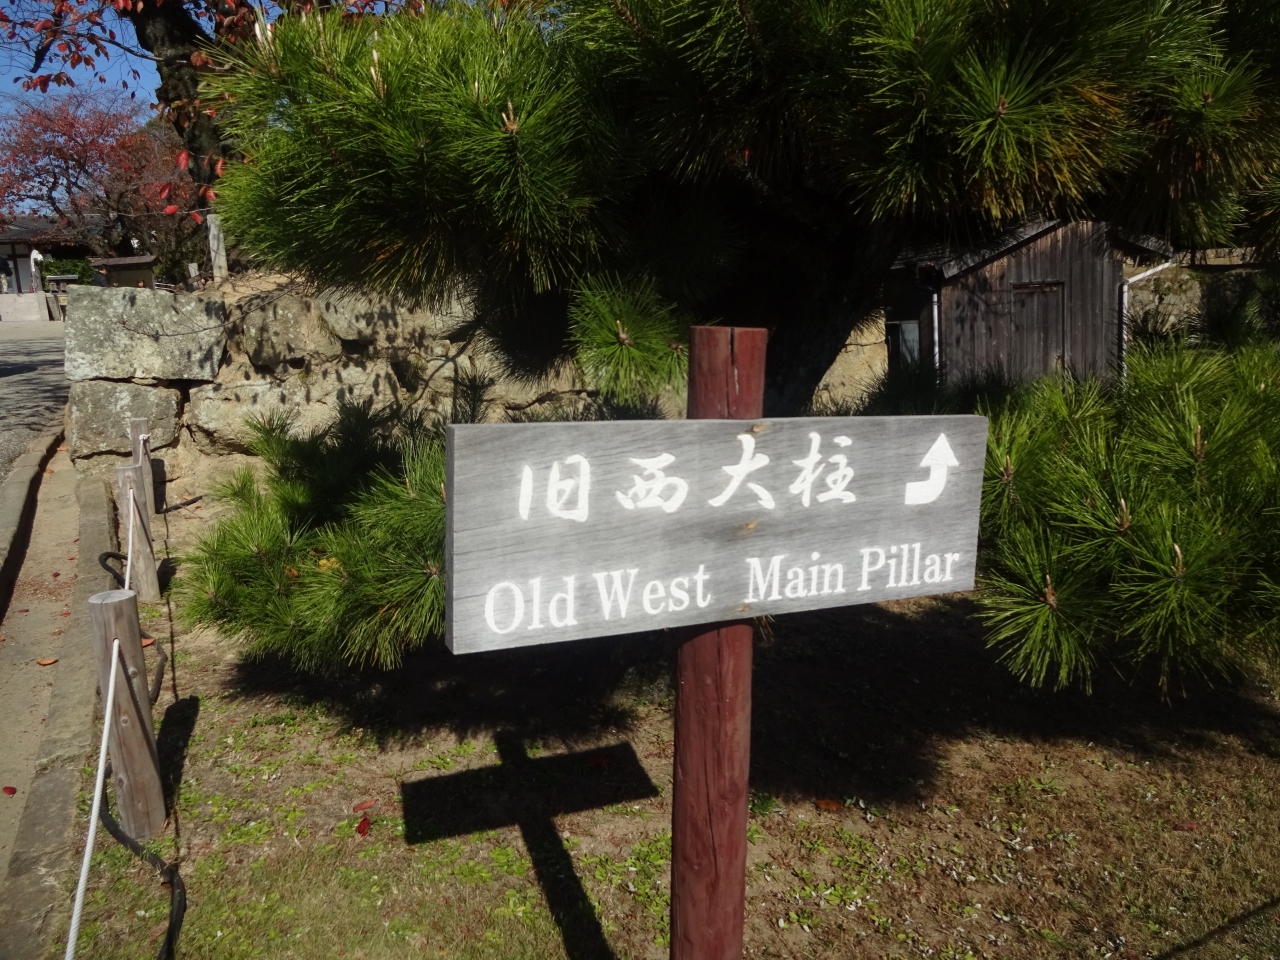 旧西大柱
Old West Main Pillar